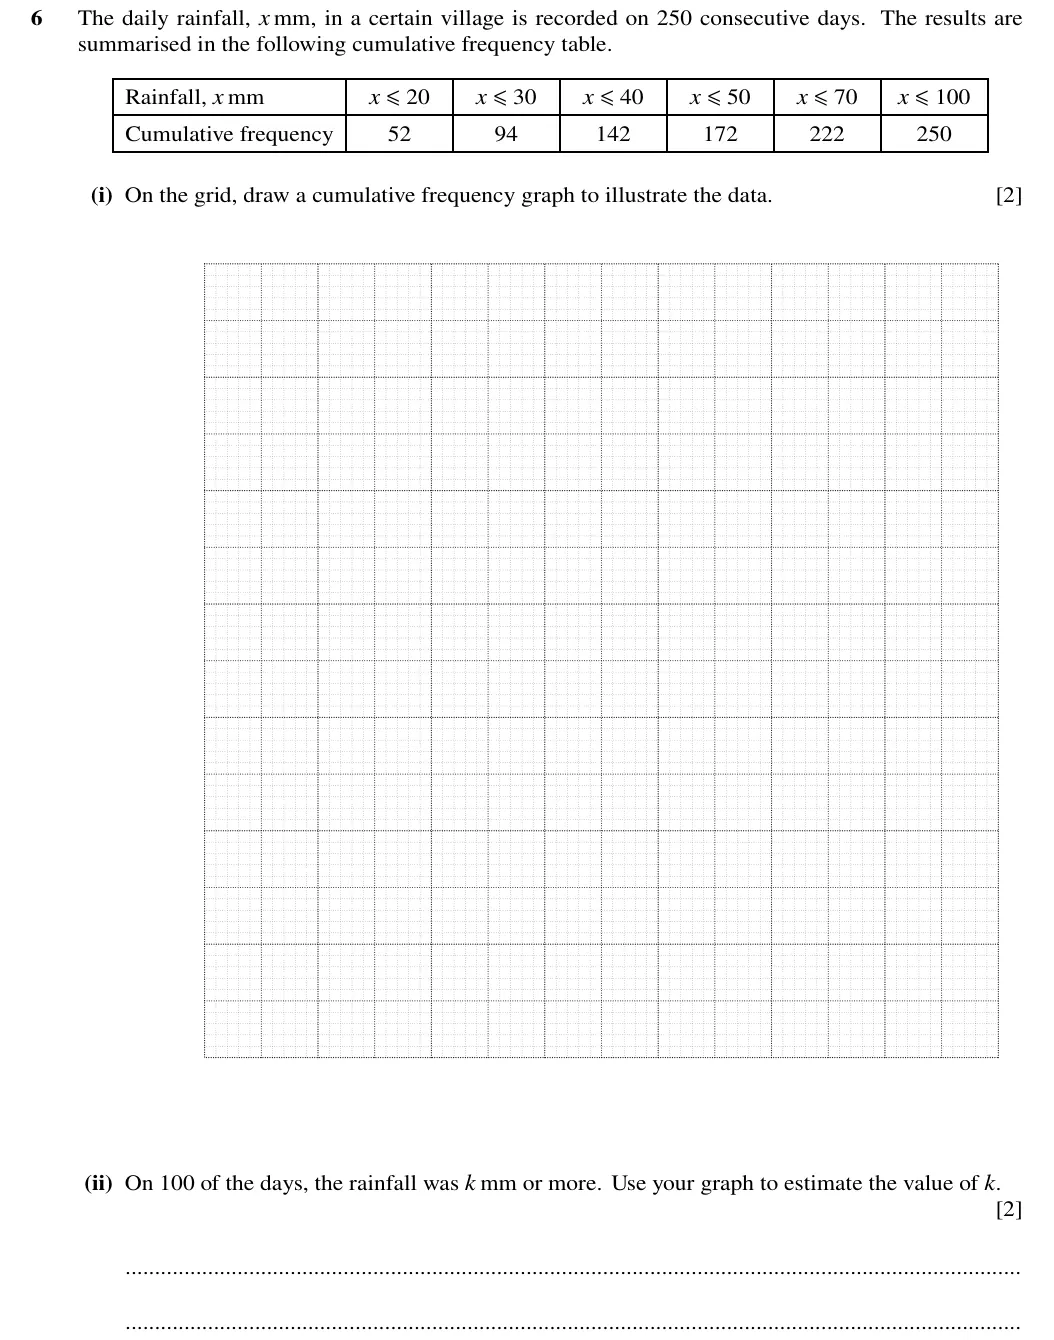 6 The daily rainfall, x mm, in a certain village is recorded on 250 consecutive days. The results are
summarised in the following cumulative frequency table.
Rainfall, x mm x ⩽ 20 x ⩽ 30 x ⩽ 40 x ⩽ 50 x ⩽ 70 x ⩽ 100
Cumulative frequency 52 94 142 172 222 250
(i) On the grid, draw a cumulative frequency graph to illustrate the data. [2]
(ii) On 100 of the days, the rainfall was k mm or more. Use your graph to estimate the value of k.
[2]